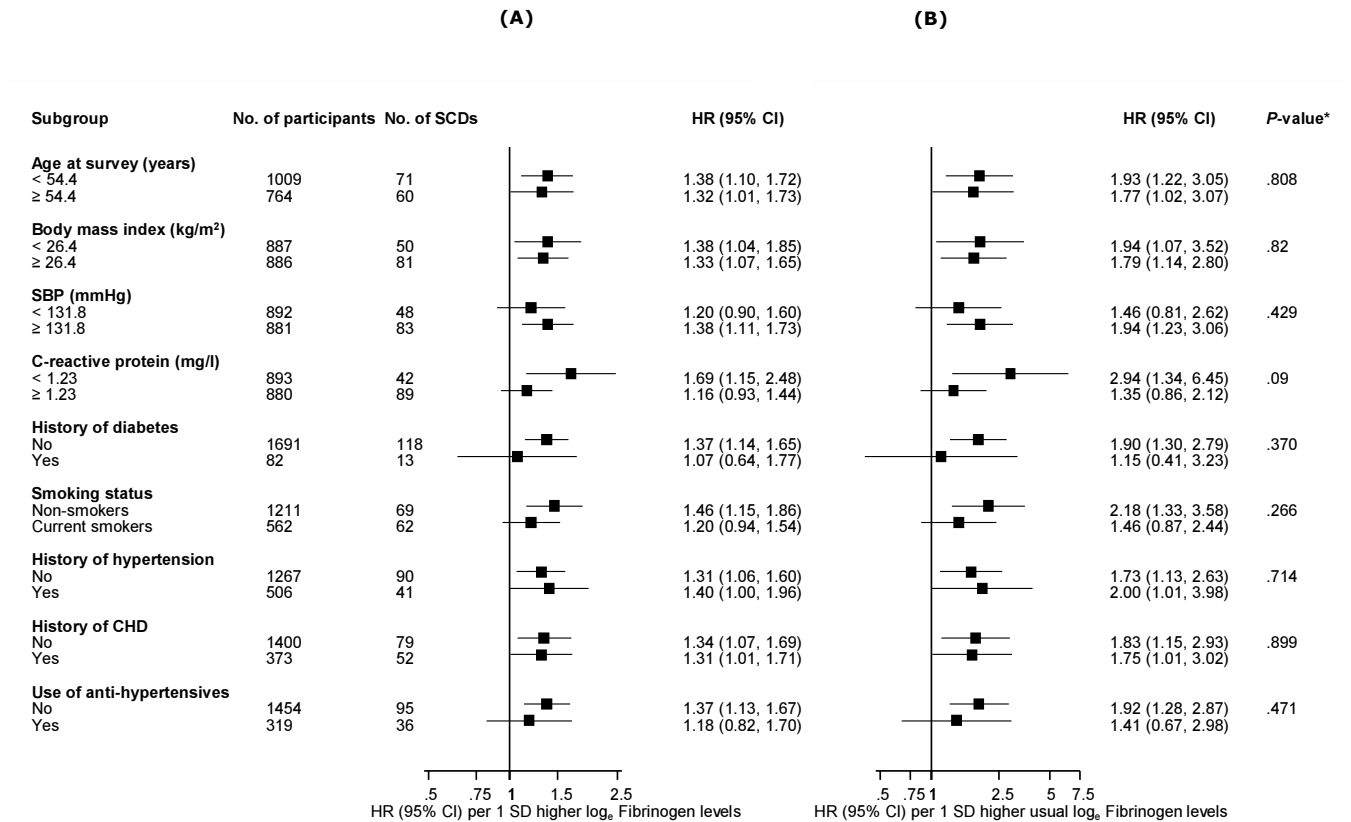 (A) (B)
Subgroup No. of participants No. of SCDs HR (95% CI) HR (95% CI) P-value*
Age at survey (years)
< 54.4 1009 71 1.38 (1.10, 1.72) 1.93 (1.22, 3.05) .808
≥ 54.4 764 60 1.32 (1.01, 1.73) 1.77 (1.02, 3.07)
Body mass index (kg/m²)
< 26.4 887 50 1.38 (1.04, 1.85) 1.94 (1.07, 3.52) .82
≥ 26.4 886 81 1.33 (1.07, 1.65) 1.79 (1.14, 2.80)
SBP (mmHg)
< 131.8 892 48 1.20 (0.90, 1.60) 1.46 (0.81, 2.62) .429
≥ 131.8 881 83 1.38 (1.11, 1.73) 1.94 (1.23, 3.06)
C-reactive protein (mg/l)
< 1.23 893 42 1.69 (1.15, 2.48) 2.94 (1.34, 6.45) .09
≥ 1.23 880 89 1.16 (0.93, 1.44) 1.35 (0.86, 2.12)
History of diabetes
No 1691 118 1.37 (1.14, 1.65) 1.90 (1.30, 2.79) .370
Yes 82 13 1.07 (0.64, 1.77) 1.15 (0.41, 3.23)
Smoking status
Non-smokers 1211 69 1.46 (1.15, 1.86) 2.18 (1.33, 3.58) .266
Current smokers 562 62 1.20 (0.94, 1.54) 1.46 (0.87, 2.44)
History of hypertension
No 1267 90 1.31 (1.06, 1.60) 1.73 (1.13, 2.63) .714
Yes 506 41 1.40 (1.00, 1.96) 2.00 (1.01, 3.98)
History of CHD
No 1400 79 1.34 (1.07, 1.69) 1.83 (1.15, 2.93) .899
Yes 373 52 1.31 (1.01, 1.71) 1.75 (1.01, 3.02)
Use of anti-hypertensives
No 1454 95 1.37 (1.13, 1.67) 1.92 (1.28, 2.87) .471
Yes 319 36 1.18 (0.82, 1.70) 1.41 (0.67, 2.98)
.5 .75 1 1.5 2.5 .5 .75 1 2.5 5 7.5
HR (95% CI) per 1 SD higher logₑ Fibrinogen levels HR (95% CI) per 1 SD higher usual logₑ Fibrinogen levels